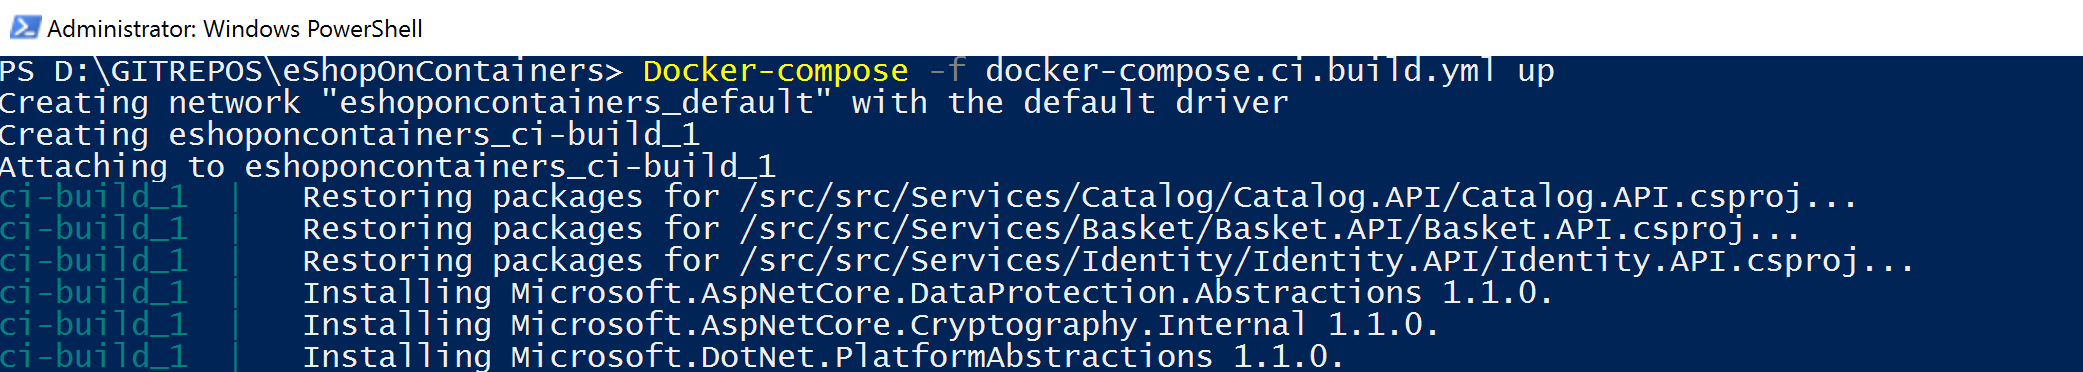 Administrator: Windows PowerShell
PS D:\GITREPOS\eShopOnContainers> Docker-compose -f docker-compose.ci.build.yml up
Creating network "eshoponcontainers_default" with the default driver
Creating eshoponcontainers_ci-build_1
Attaching to eshoponcontainers_ci-build_1
ci-build_1  |   Restoring packages for /src/src/Services/Catalog/Catalog.API/Catalog.API.csproj...
ci-build_1  |   Restoring packages for /src/src/Services/Basket/Basket.API/Basket.API.csproj...
ci-build_1  |   Restoring packages for /src/src/Services/Identity/Identity.API/Identity.API.csproj...
ci-build_1  |   Installing Microsoft.AspNetCore.DataProtection.Abstractions 1.1.0.
ci-build_1  |   Installing Microsoft.AspNetCore.Cryptography.Internal 1.1.0.
ci-build_1  |   Installing Microsoft.DotNet.PlatformAbstractions 1.1.0.